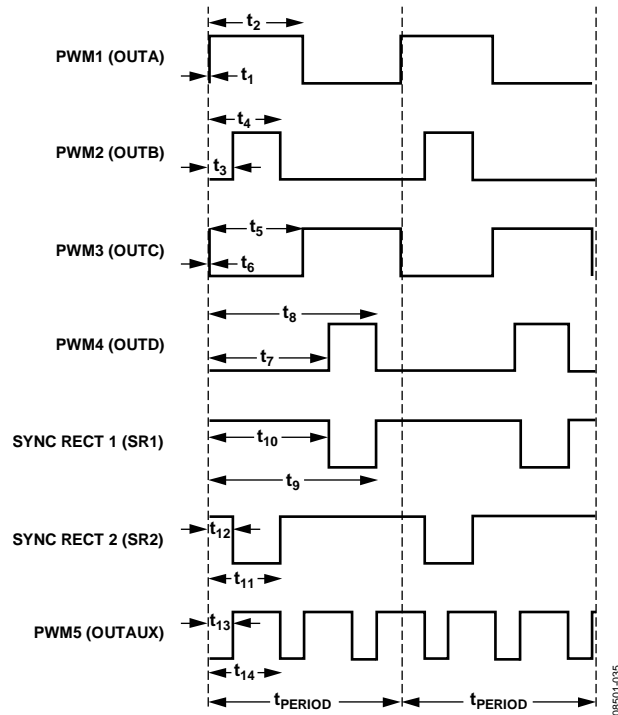 t2
PWM1 (OUTA)
t1
t4
PWM2 (OUTB)
t3
PWM3 (OUTC)
t5
t6
t8
PWM4 (OUTD)
t7
SYNC RECT 1 (SR1)
t10
t9
SYNC RECT 2 (SR2)
t12
t11
PWM5 (OUTAUX)
t13
t14
tPERIOD tPERIOD
08501-035